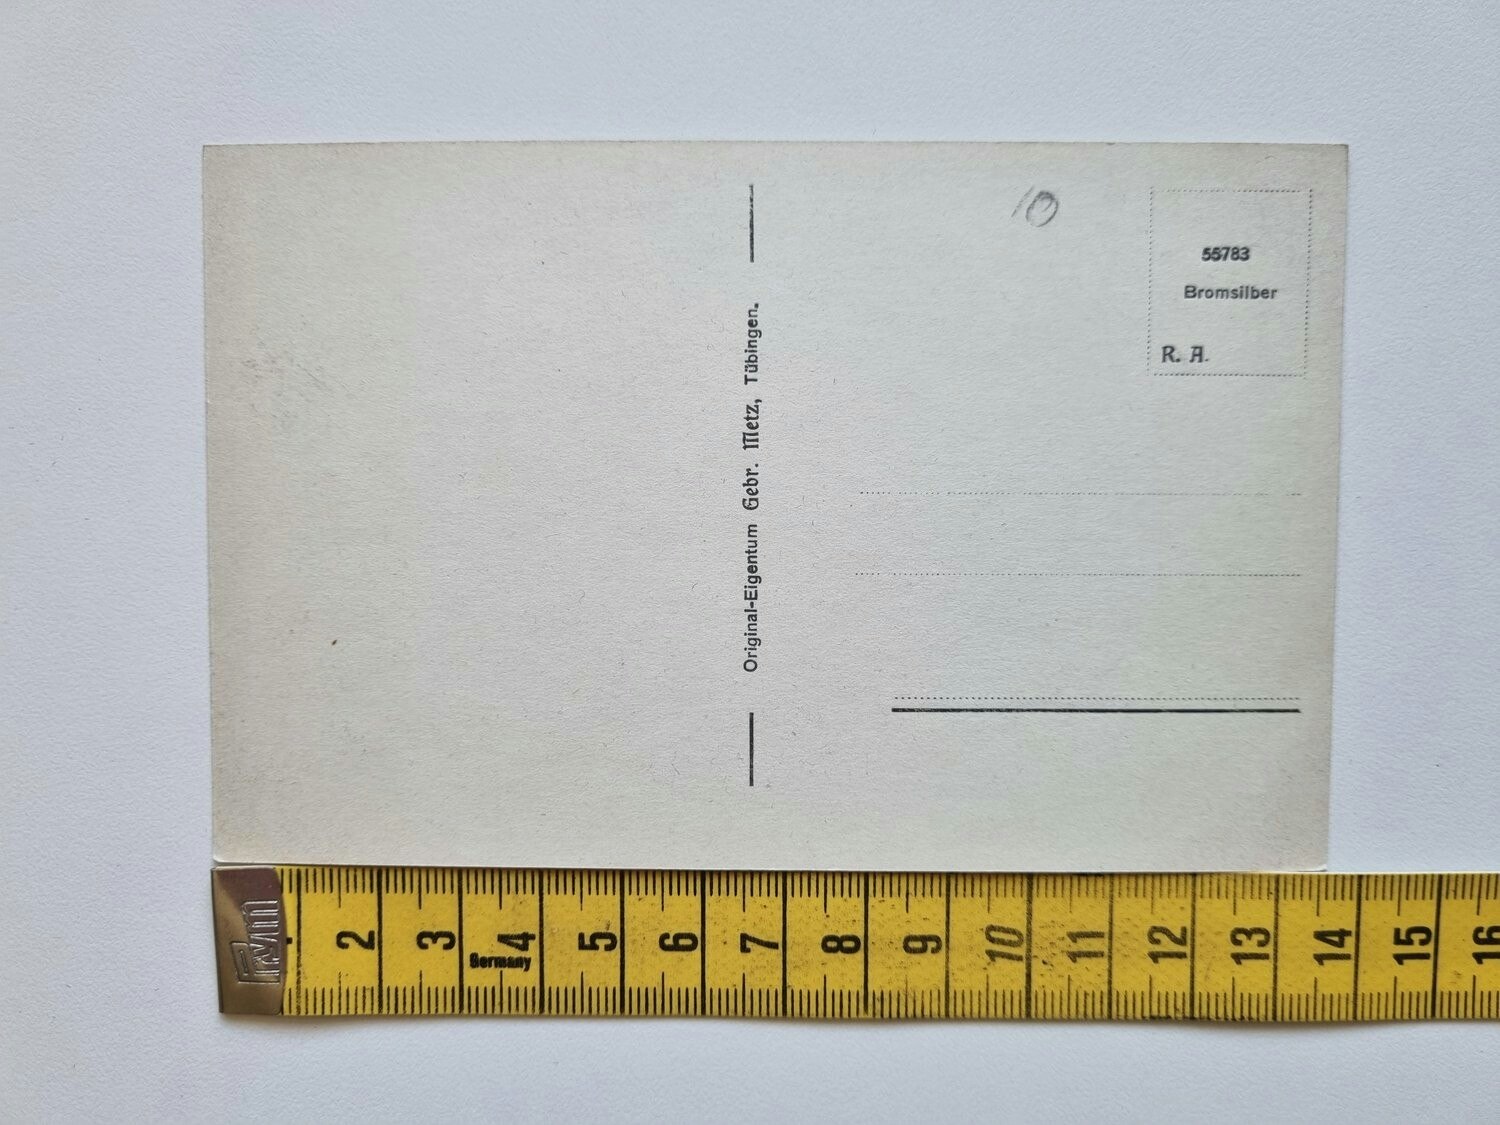 Original-Eigentum Gebr. Metz, Tübingen.
10
55783
Bromsilber
R. A.
prym
2 3 4 5 6 7 8 9 10 11 12 13 14 15 16
Germany